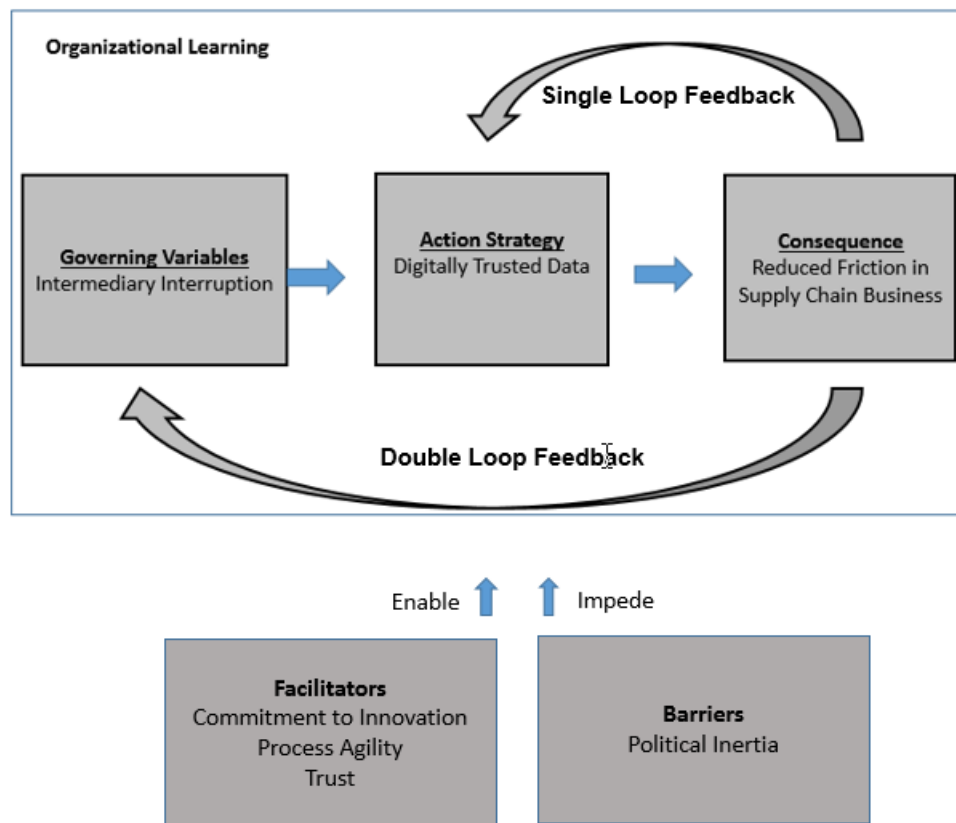 Organizational Learning
Single Loop Feedback
Governing Variables
Intermediary Interruption
Action Strategy
Digitally Trusted Data
Consequence
Reduced Friction in
Supply Chain Business
Double Loop Feedback
Enable
Impede
Facilitators
Commitment to Innovation
Process Agility
Trust
Barriers
Political Inertia